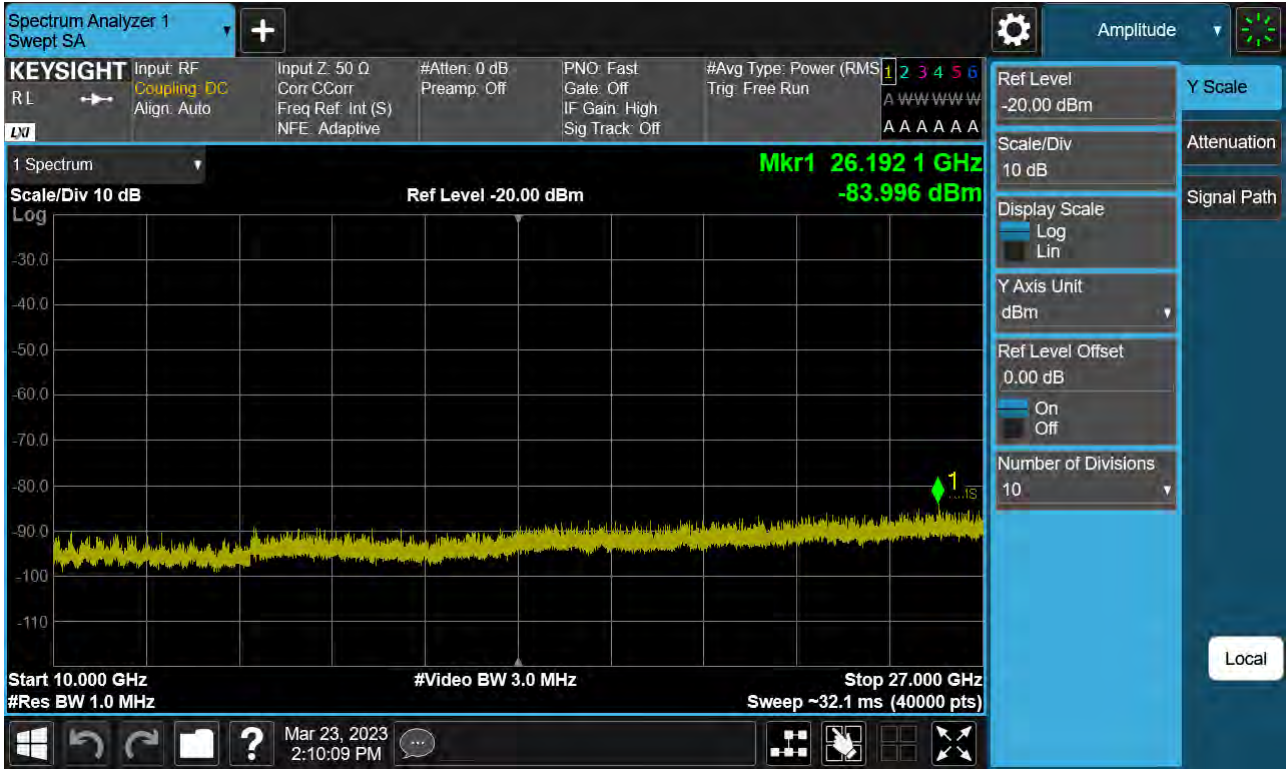 Spectrum Analyzer 1
Swept SA
Amplitude
KEYSIGHT
R L
LXI
Input: RF
Coupling: DC
Align: Auto
Input Z: 50 Ω
Corr CCorr
Freq Ref: Int (S)
NFE: Adaptive
#Atten: 0 dB
Preamp: Off
PNO: Fast
Gate: Off
IF Gain: High
Sig Track: Off
#Avg Type: Power (RMS
Trig: Free Run
1 2 3 4 5 6
A W W W W W
A A A A A A
1 Spectrum
Mkr1 26.192 1 GHz
-83.996 dBm
Scale/Div 10 dB
Ref Level -20.00 dBm
Log
-30.0
-40.0
-50.0
-60.0
-70.0
-80.0
-90.0
-100
-110
1
Start 10.000 GHz
#Video BW 3.0 MHz
Stop 27.000 GHz
#Res BW 1.0 MHz
Sweep ~32.1 ms (40000 pts)
Ref Level
-20.00 dBm
Scale/Div
10 dB
Display Scale
Log
Lin
Y Axis Unit
dBm
Ref Level Offset
0.00 dB
On
Off
Number of Divisions
10
Y Scale
Attenuation
Signal Path
Local
?
Mar 23, 2023
2:10:09 PM